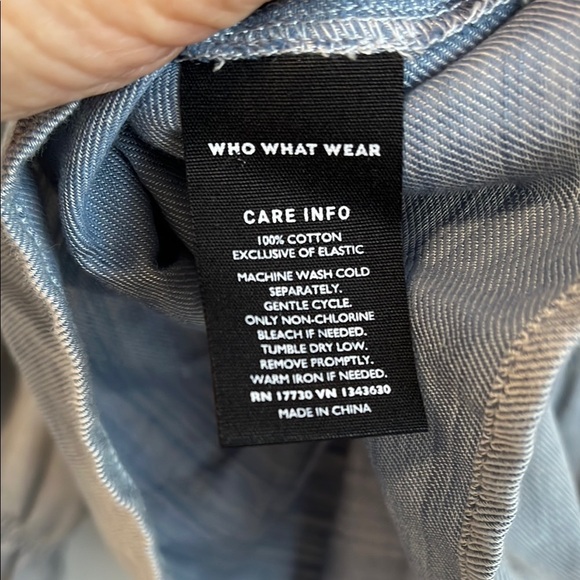 WHO WHAT WEAR
CARE INFO
100% COTTON
EXCLUSIVE OF ELASTIC
MACHINE WASH COLD
SEPARATELY.
GENTLE CYCLE.
ONLY NON-CHLORINE
BLEACH IF NEEDED.
TUMBLE DRY LOW.
REMOVE PROMPTLY.
WARM IRON IF NEEDED.
RN 17730 VN 1343630
MADE IN CHINA